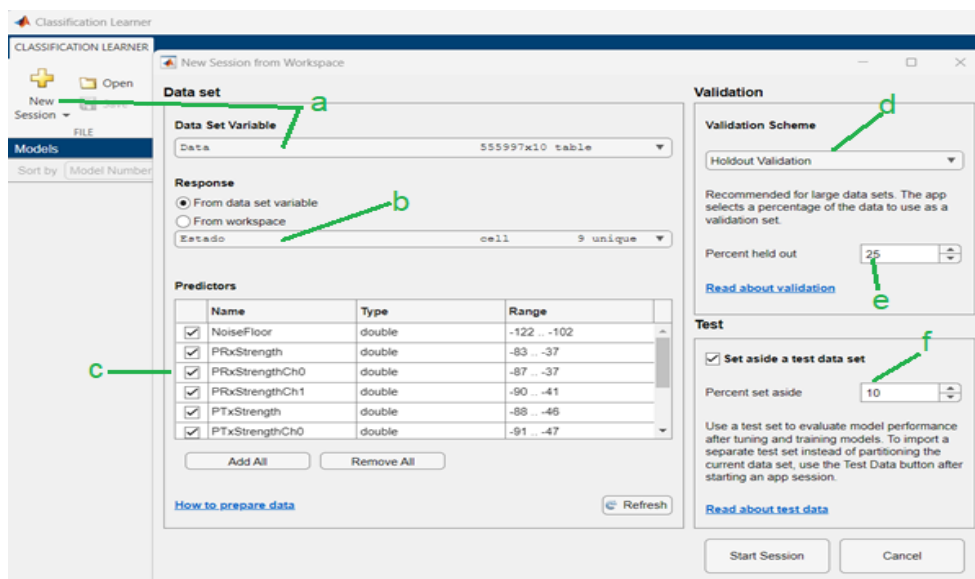 Classification Learner
CLASSIFICATION LEARNER
New Session from Workspace
Open
New
Session
Save
FILE
Models
Sort by Model Number
a
Data set
Data Set Variable
Data 555997x10 table
Response
From data set variable
From workspace
b
Estado cell 9 unique
Predictors
Name Type Range
NoiseFloor double -122 .. -102
PRxStrength double -83 .. -37
c
PRxStrengthCh0 double -87 .. -37
PRxStrengthCh1 double -90 .. -41
PTxStrength double -88 .. -46
PTxStrengthCh0 double -91 .. -47
Add All Remove All
How to prepare data Refresh
Validation
d
Validation Scheme
Holdout Validation
Recommended for large data sets. The app
selects a percentage of the data to use as a
validation set.
Percent held out 25
Read about validation
e
Test
f
Set aside a test data set
Percent set aside 10
Use a test set to evaluate model performance
after tuning and training models. To import a
separate test set instead of partitioning the
current data set, use the Test Data button after
starting an app session.
Read about test data
Start Session Cancel